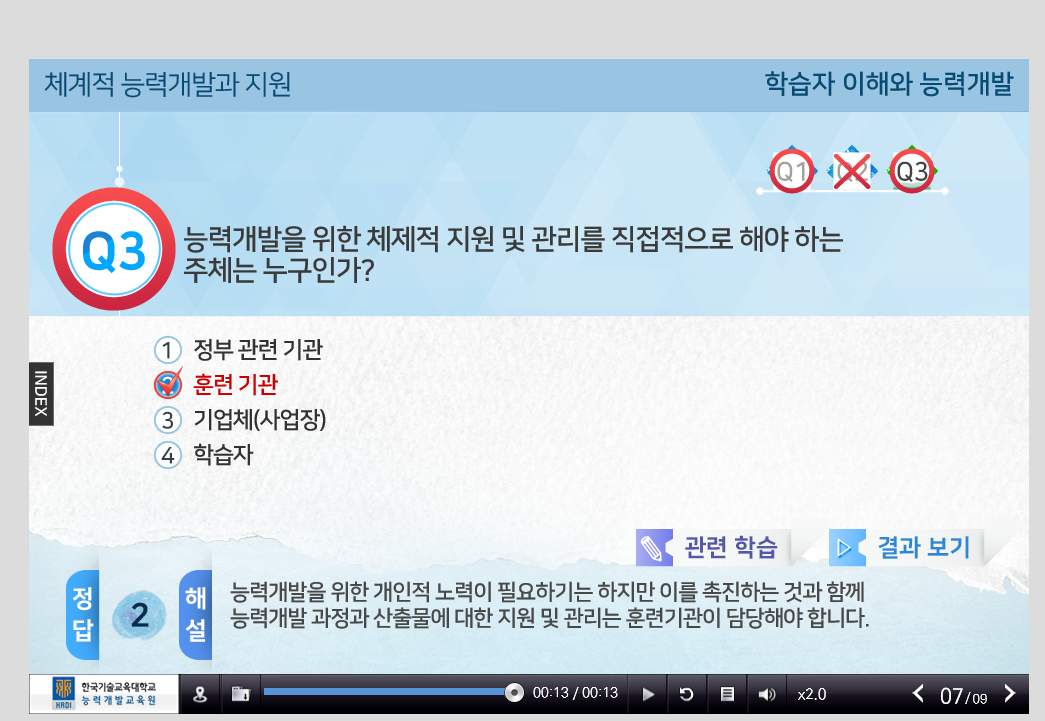 체계적 능력개발과 지원
학습자 이해와 능력개발
Q1 Q2 Q3
Q3
능력개발을 위한 체제적 지원 및 관리를 직접적으로 해야 하는
주체는 누구인가?
INDEX
1 정부 관련 기관
훈련 기관
3 기업체(사업장)
4 학습자
관련 학습
결과 보기
정답
2
해설
능력개발을 위한 개인적 노력이 필요하기는 하지만 이를 촉진하는 것과 함께
능력개발 과정과 산출물에 대한 지원 및 관리는 훈련기관이 담당해야 합니다.
HRDI
한국기술교육대학교
능력개발교육원
00:13 / 00:13
x2.0
07/09